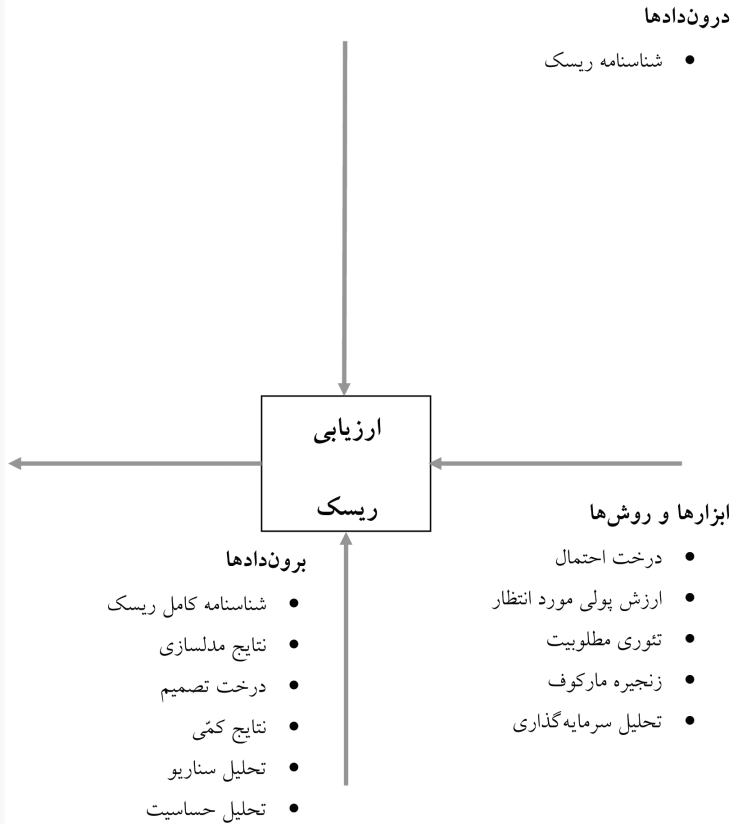 درون‌دادها
• شناسنامه ریسک
ارزیابی
ریسک
ابزارها و روش‌ها
• درخت احتمال
• ارزش پولی مورد انتظار
• تئوری مطلوبیت
• زنجیره مارکوف
• تحلیل سرمایه‌گذاری
برون‌دادها
• شناسنامه کامل ریسک
• نتایج مدلسازی
• درخت تصمیم
• نتایج کمّی
• تحلیل سناریو
• تحلیل حساسیت